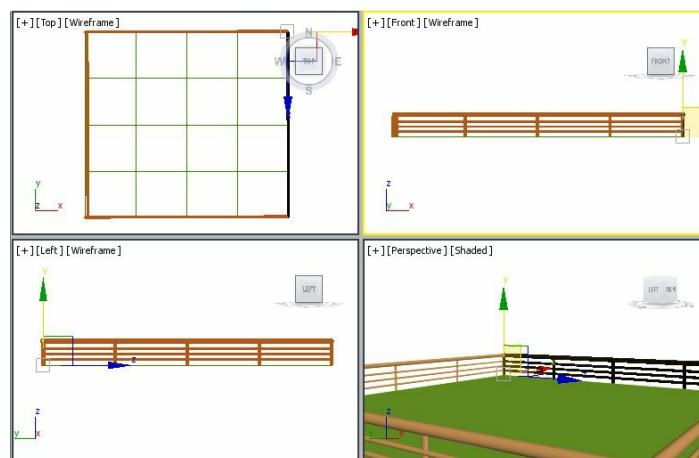 [+] [Top] [Wireframe]
N
W
TOP
E
S
y
z
x
[+] [Front] [Wireframe]
FRONT
y
z
x
[+] [Left] [Wireframe]
LEFT
y
z
z
y
x
[+] [Perspective] [Shaded]
LEFT
z
x